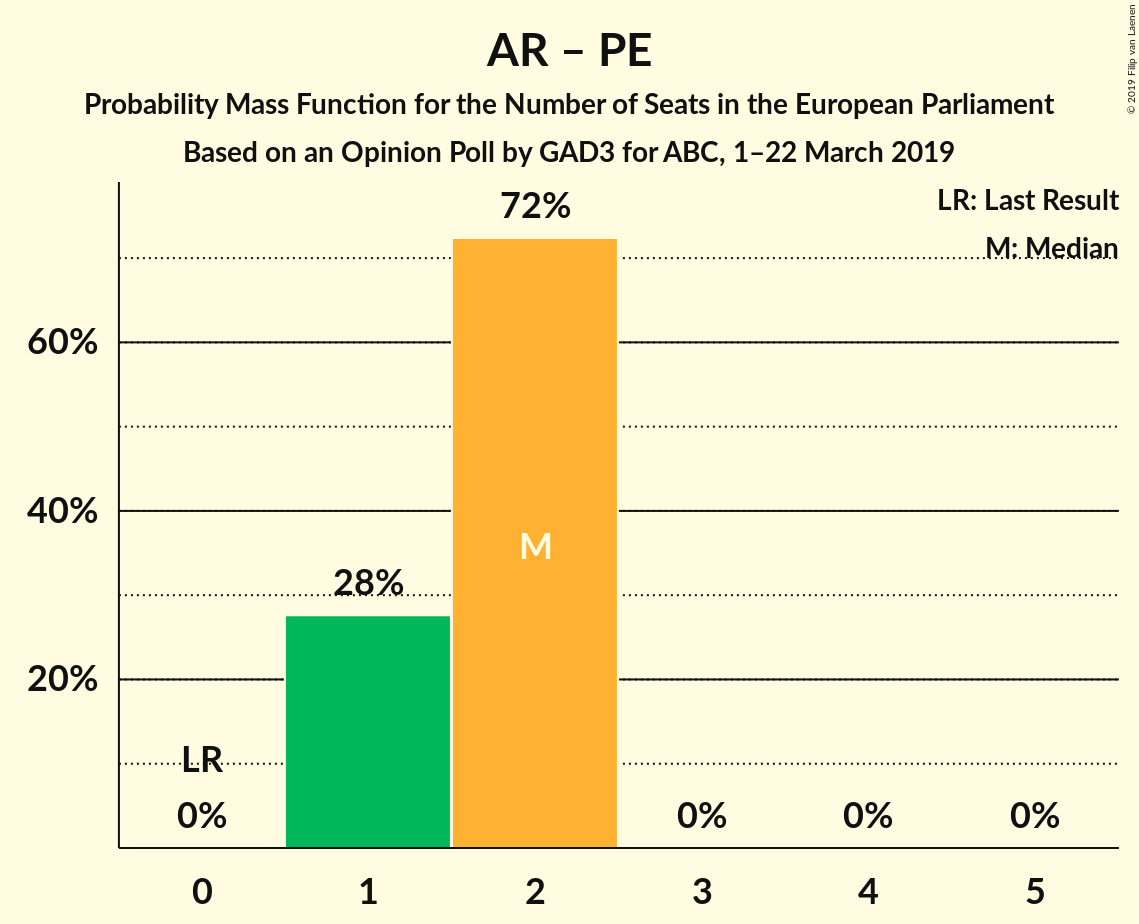 AR – PE
Probability Mass Function for the Number of Seats in the European Parliament
Based on an Opinion Poll by GAD3 for ABC, 1–22 March 2019
© 2019 Filip van Laenen
LR: Last Result
M: Median
72%
60%
40%
M
28%
20%
LR
0%
0%
0%
0%
0 1 2 3 4 5